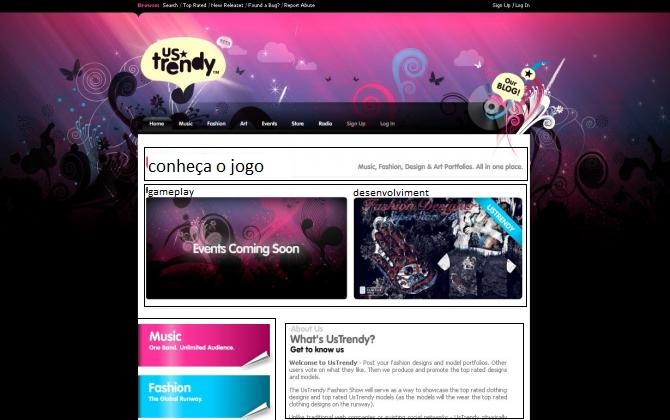 Browse: Search / Top Rated / New Releases / Found a Bug? / Report Abuse
Sign Up / Log In
us trendy™
BETA
Our BLOG!
Home Music Fashion Art Events Store Radio Sign Up Log In
conheça o jogo
Music, Fashion, Design & Art Portfolios. All in one place.
gameplay
desenvolviment
Events Coming Soon
Fashion Designer
SuperStar
USTRENDY
Music
One Band. Unlimited Audience.
Fashion
The Global Runway.
About Us
What's UsTrendy?
Get to know us
Welcome to UsTrendy - Post your fashion designs and model portfolios. Other
users vote on what they like. Then we produce and promote the top rated designs
and models.
The UsTrendy Fashion Show will serve as a way to showcase the top rated clothing
designs and top rated UsTrendy models (as the models will wear the top rated
clothing designs on the runway).
Unlike traditional web companies or existing social networks - UsTrendy physically